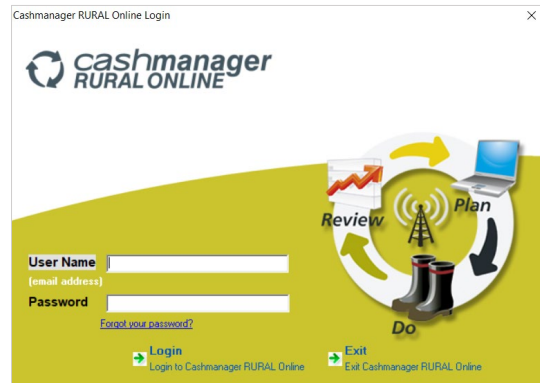 Cashmanager RURAL Online Login
cashmanager
RURAL ONLINE
Plan
Review
Do
User Name
(email address)
Password
Forgot your password?
Login
Login to Cashmanager RURAL Online
Exit
Exit Cashmanager RURAL Online